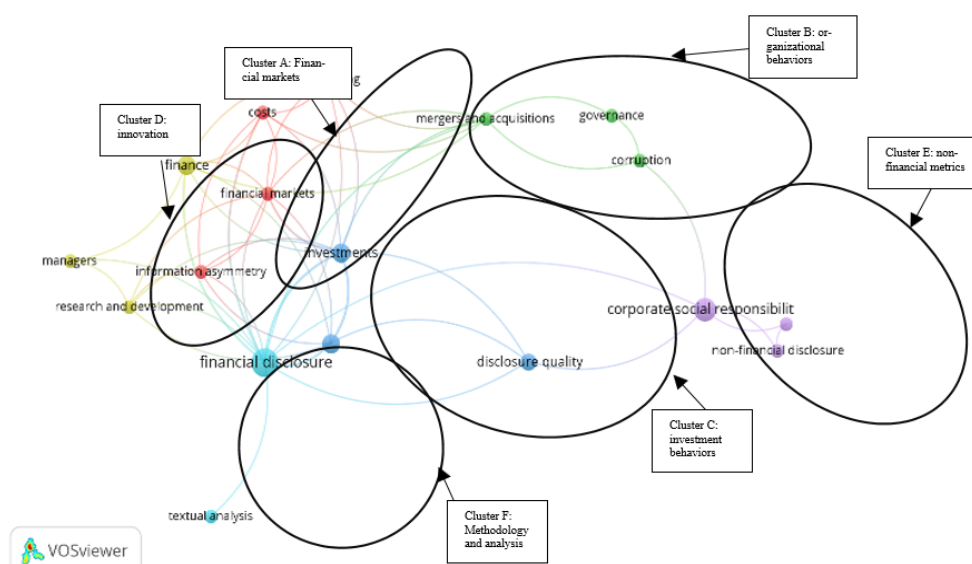 Cluster B: or-
ganizational
behaviors
Cluster A: Finan-
cial markets
ng
Cluster D:
innovation
costs
mergers and acquisitions
governance
corruption
Cluster E: non-
financial metrics
finance
financial markets
managers
investments
information asymmetry
research and development
corporate social responsibilit
non-financial disclosure
financial disclosure
disclosure quality
Cluster C:
investment
behaviors
textual analysis
Cluster F:
Methodology
and analysis
VOSviewer